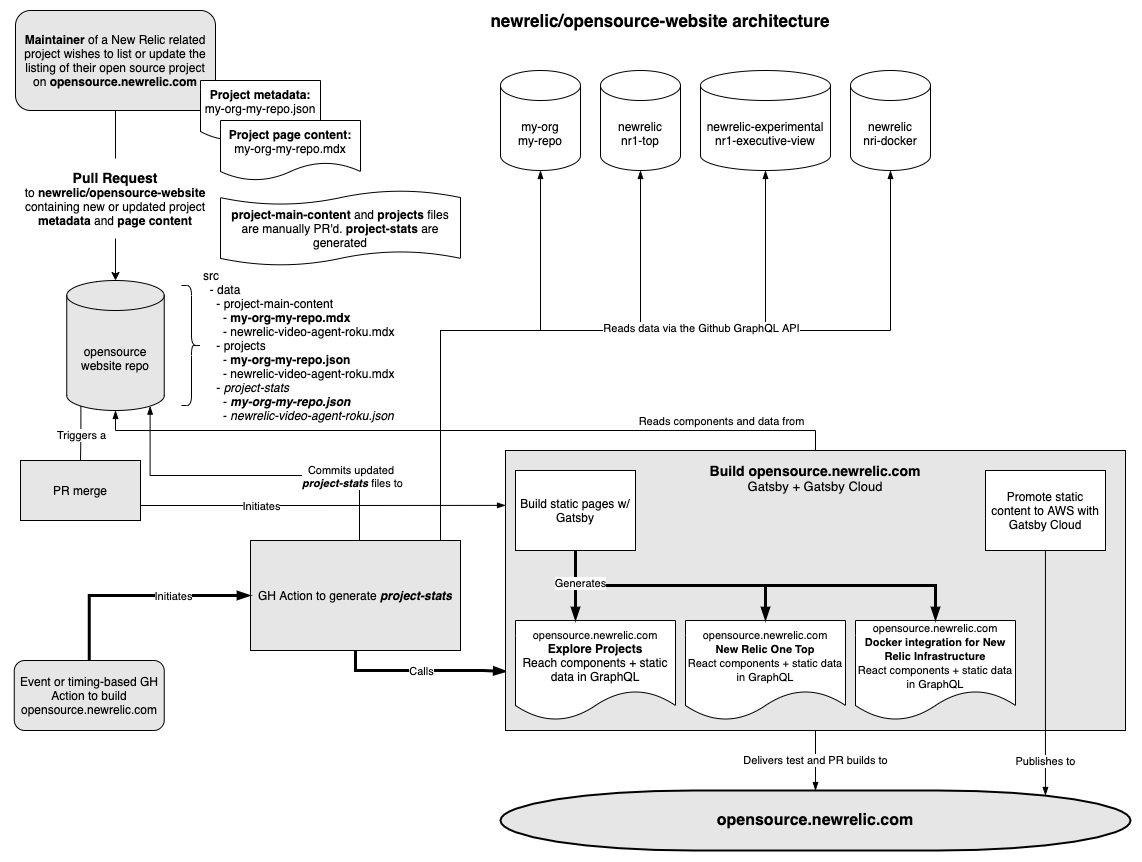 newrelic/opensource-website architecture
Maintainer of a New Relic related
project wishes to list or update the
listing of their open source project
on opensource.newrelic.com
Project metadata:
my-org-my-repo.json
Project page content:
my-org-my-repo.mdx
my-org
my-repo
newrelic
nr1-top
newrelic-experimental
nr1-executive-view
newrelic
nri-docker
Pull Request
to newrelic/opensource-website
containing new or updated project
metadata and page content
project-main-content and projects files
are manually PR'd. project-stats are
generated
opensource
website repo
src
- data
- project-main-content
- my-org-my-repo.mdx
- newrelic-video-agent-roku.mdx
- projects
- my-org-my-repo.json
- newrelic-video-agent-roku.mdx
- project-stats
- my-org-my-repo.json
- newrelic-video-agent-roku.json
Reads data via the Github GraphQL API
Triggers a
Reads components and data from
PR merge
Commits updated
project-stats files to
Initiates
Build opensource.newrelic.com
Gatsby + Gatsby Cloud
Build static pages w/
Gatsby
Promote static
content to AWS with
Gatsby Cloud
GH Action to generate project-stats
Initiates
Generates
opensource.newrelic.com
Explore Projects
Reach components + static
data in GraphQL
opensource.newrelic.com
New Relic One Top
React components + static data
in GraphQL
opensource.newrelic.com
Docker integration for New
Relic Infrastructure
React components + static data
in GraphQL
Calls
Event or timing-based GH
Action to build
opensource.newrelic.com
Delivers test and PR builds to
Publishes to
opensource.newrelic.com